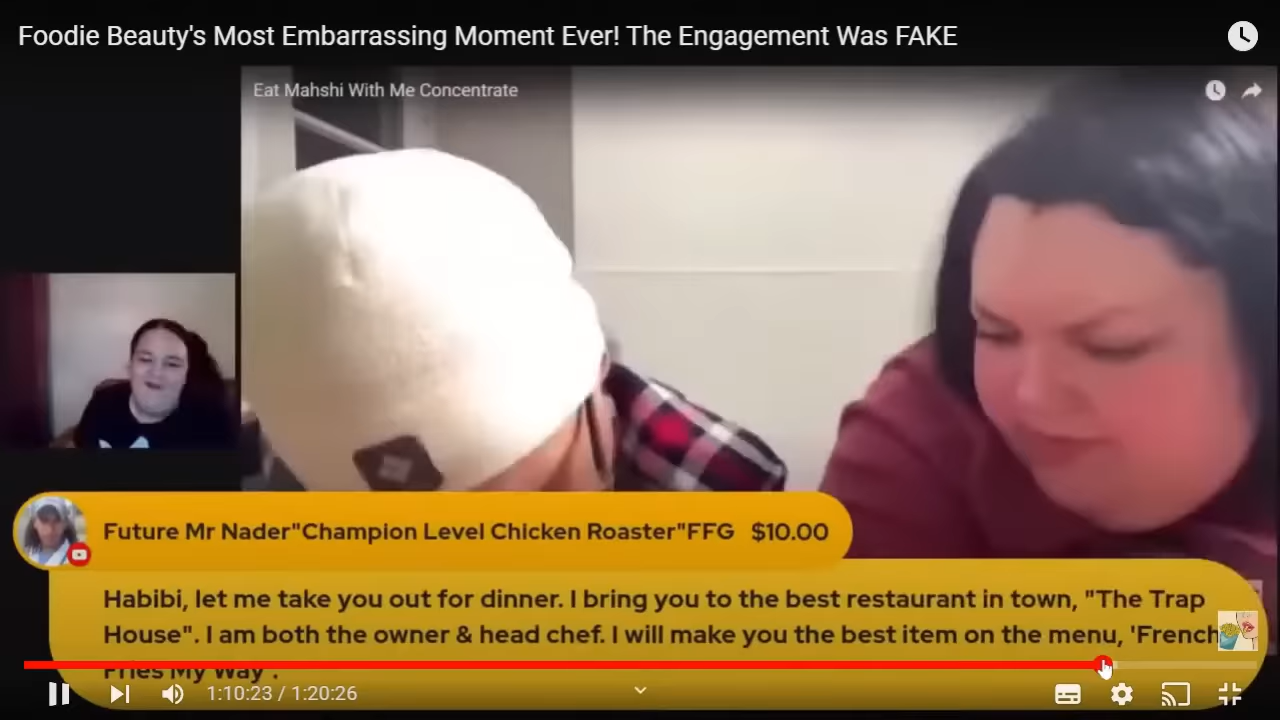 Foodie Beauty's Most Embarrassing Moment Ever! The Engagement Was FAKE
Eat Mahshi With Me Concentrate
Future Mr Nader"Champion Level Chicken Roaster"FFG $10.00
Habibi, let me take you out for dinner. I bring you to the best restaurant in town, "The Trap
House". I am both the owner & head chef. I will make you the best item on the menu, 'French
Fries My Way'.
1:10:23 / 1:20:26